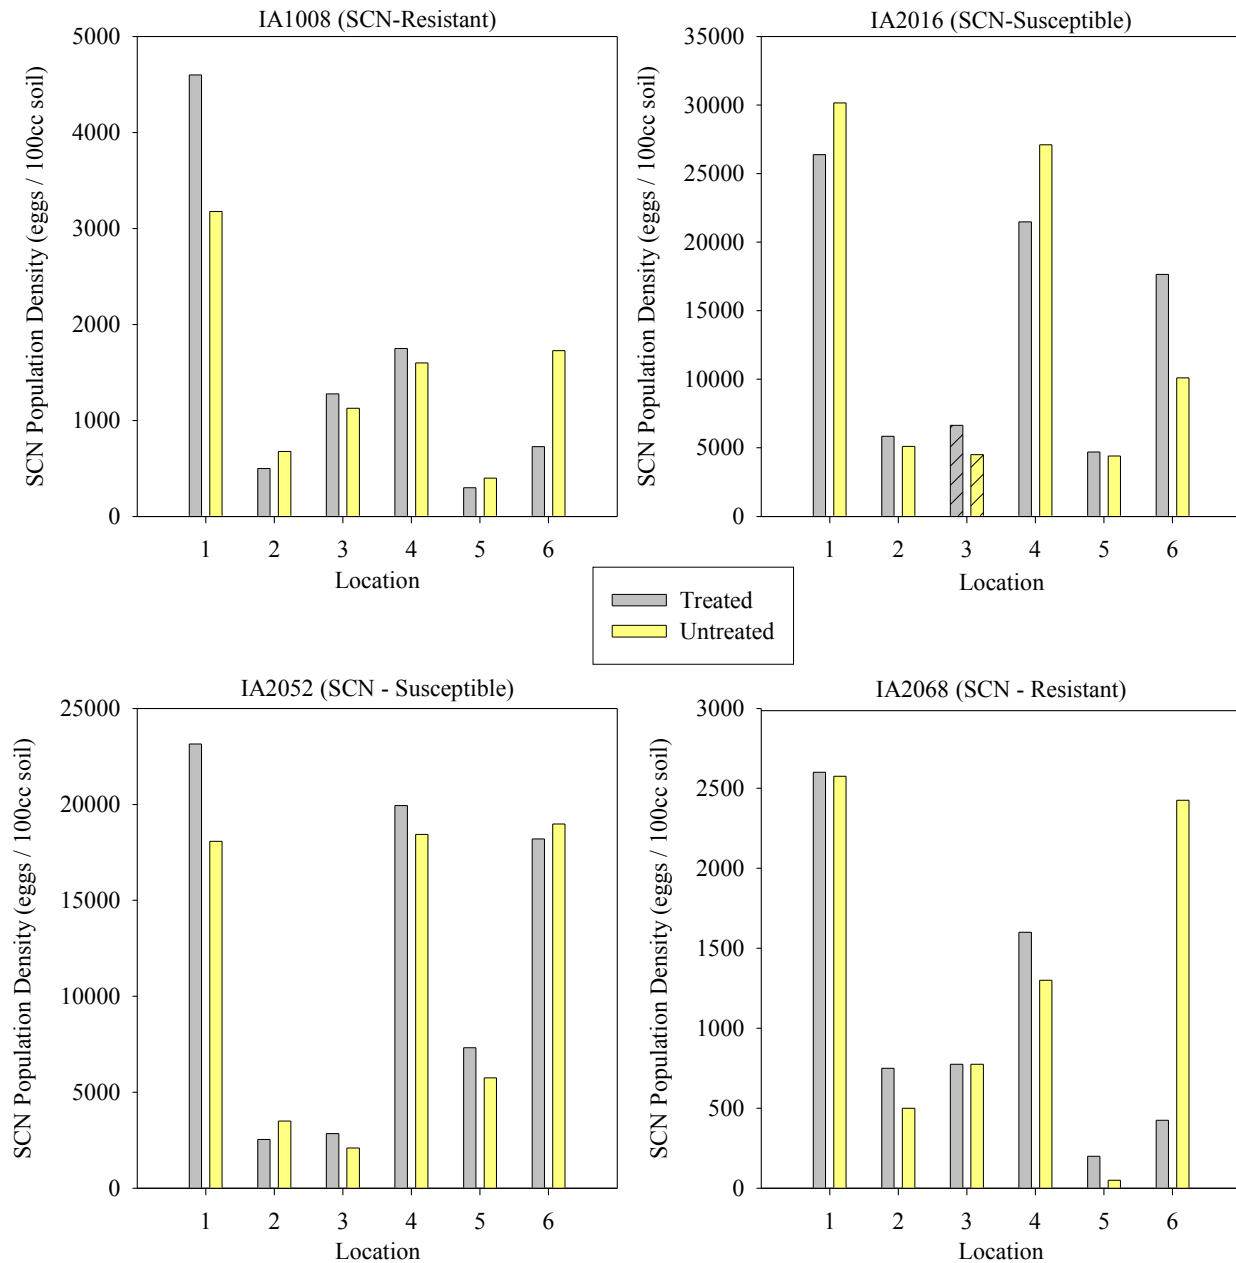 IA1008 (SCN-Resistant)
SCN Population Density (eggs / 100cc soil)
5000
4000
3000
2000
1000
0
1 2 3 4 5 6
Location
IA2016 (SCN-Susceptible)
SCN Population Density (eggs / 100cc soil)
35000
30000
25000
20000
15000
10000
5000
0
1 2 3 4 5 6
Location
Treated
Untreated
IA2052 (SCN - Susceptible)
SCN Population Density (eggs / 100cc soil)
25000
20000
15000
10000
5000
0
1 2 3 4 5 6
Location
IA2068 (SCN - Resistant)
SCN Population Density (eggs / 100cc soil)
3000
2500
2000
1500
1000
500
0
1 2 3 4 5 6
Location